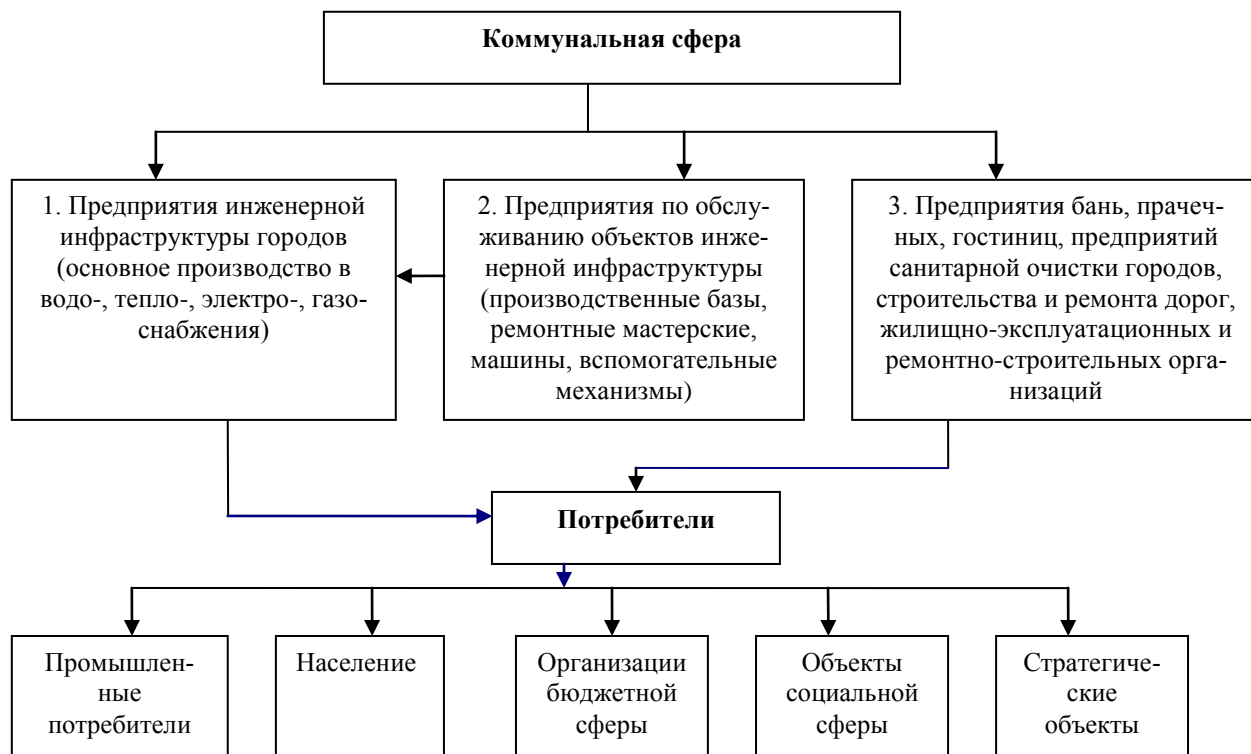 Коммунальная сфера
1. Предприятия инженерной
инфраструктуры городов
(основное производство в
водо-, тепло-, электро-, газо-
снабжения)
2. Предприятия по обслу-
живанию объектов инже-
нерной инфраструктуры
(производственные базы,
ремонтные мастерские,
машины, вспомогательные
механизмы)
3. Предприятия бань, прачеч-
ных, гостиниц, предприятий
санитарной очистки городов,
строительства и ремонта дорог,
жилищно-эксплуатационных и
ремонтно-строительных орга-
низаций
Потребители
Промышлен-
ные
потребители
Население
Организации
бюджетной
сферы
Объекты
социальной
сферы
Стратегиче-
ские
объекты